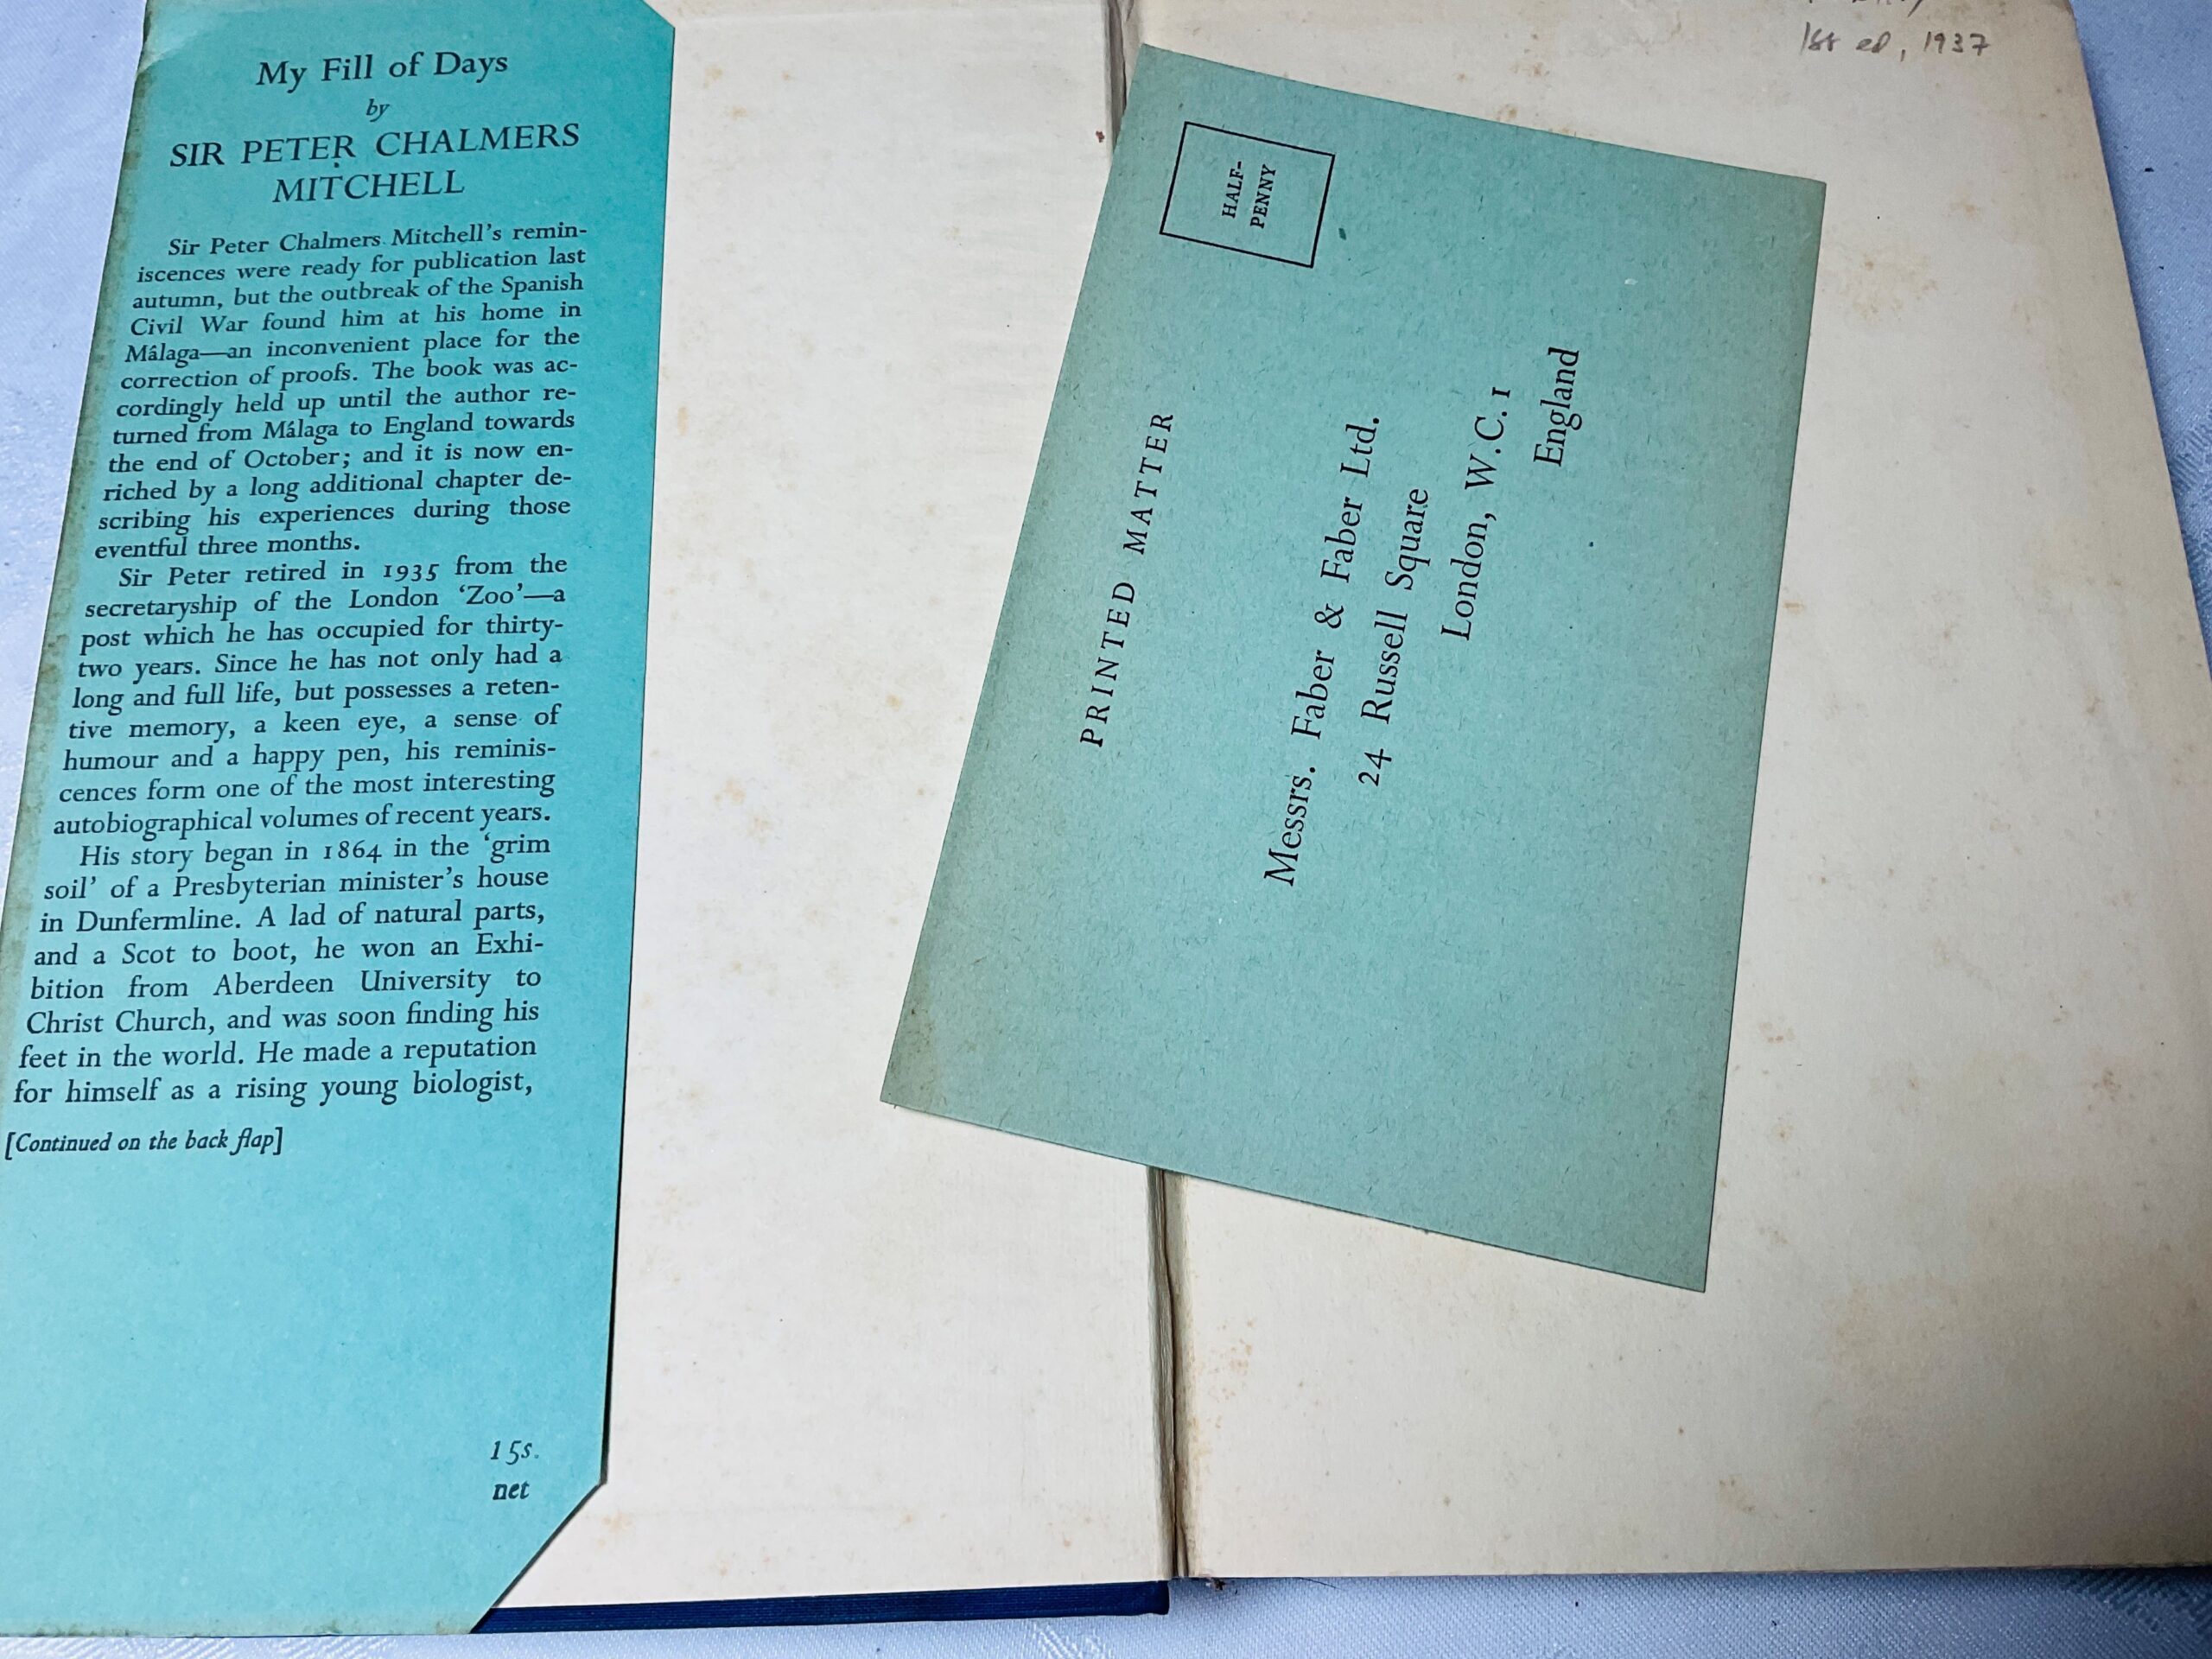 My Fill of Days
by
SIR PETER CHALMERS
MITCHELL
Sir Peter Chalmers Mitchell's remin-
iscences were ready for publication last
autumn, but the outbreak of the Spanish
Civil War found him at his home in
Málaga—an inconvenient place for the
correction of proofs. The book was ac-
cordingly held up until the author re-
turned from Málaga to England towards
the end of October; and it is now en-
riched by a long additional chapter de-
scribing his experiences during those
eventful three months.
Sir Peter retired in 1935 from the
secretaryship of the London 'Zoo'—a
post which he has occupied for thirty-
two years. Since he has not only had a
long and full life, but possesses a reten-
tive memory, a keen eye, a sense of
humour and a happy pen, his reminis-
cences form one of the most interesting
autobiographical volumes of recent years.
His story began in 1864 in the 'grim
soil' of a Presbyterian minister's house
in Dunfermline. A lad of natural parts,
and a Scot to boot, he won an Exhi-
bition from Aberdeen University to
Christ Church, and was soon finding his
feet in the world. He made a reputation
for himself as a rising young biologist,
[Continued on the back flap]
15s.
net
HALF-
PENNY
PRINTED MATTER
Messrs. Faber & Faber Ltd.
24 Russell Square
London, W.C.1
England
1st ed, 1937